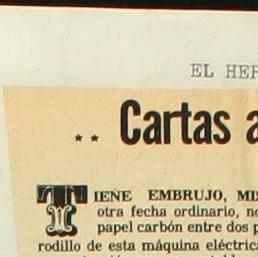 EL HER
.. Cartas a
TIENE EMBRUJO, MIS
otra fecha ordinario, no
papel carbón entre dos p
rodillo de esta máquina eléctrica